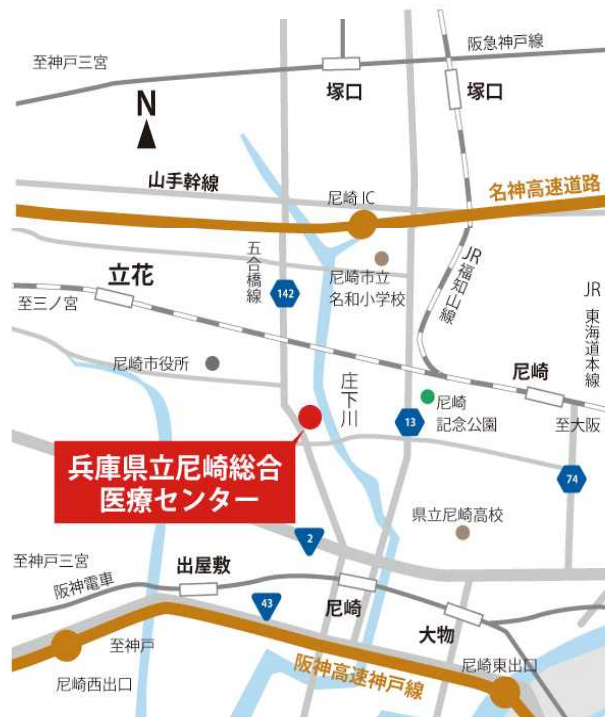 阪急神戸線
至神戸三宮
塚口
塚口
N
山手幹線
尼崎 IC
名神高速道路
五合橋線
尼崎市立
名和小学校
JR 福知山線
立花
142
至三ノ宮
JR 東海道本線
尼崎市役所
庄下川
尼崎
尼崎
記念公園
13
至大阪
兵庫県立尼崎総合
医療センター
74
県立尼崎高校
2
至神戸三宮
出屋敷
阪神電車
43
尼崎
大物
至神戸
阪神高速神戸線
尼崎東出口
尼崎西出口